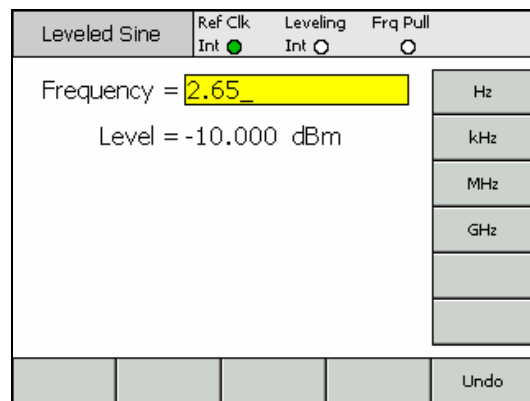 Leveled Sine
Ref Clk
Int
Leveling
Int
Frq Pull
Frequency = 2.65_
Level = -10.000 dBm
Hz
kHz
MHz
GHz
Undo